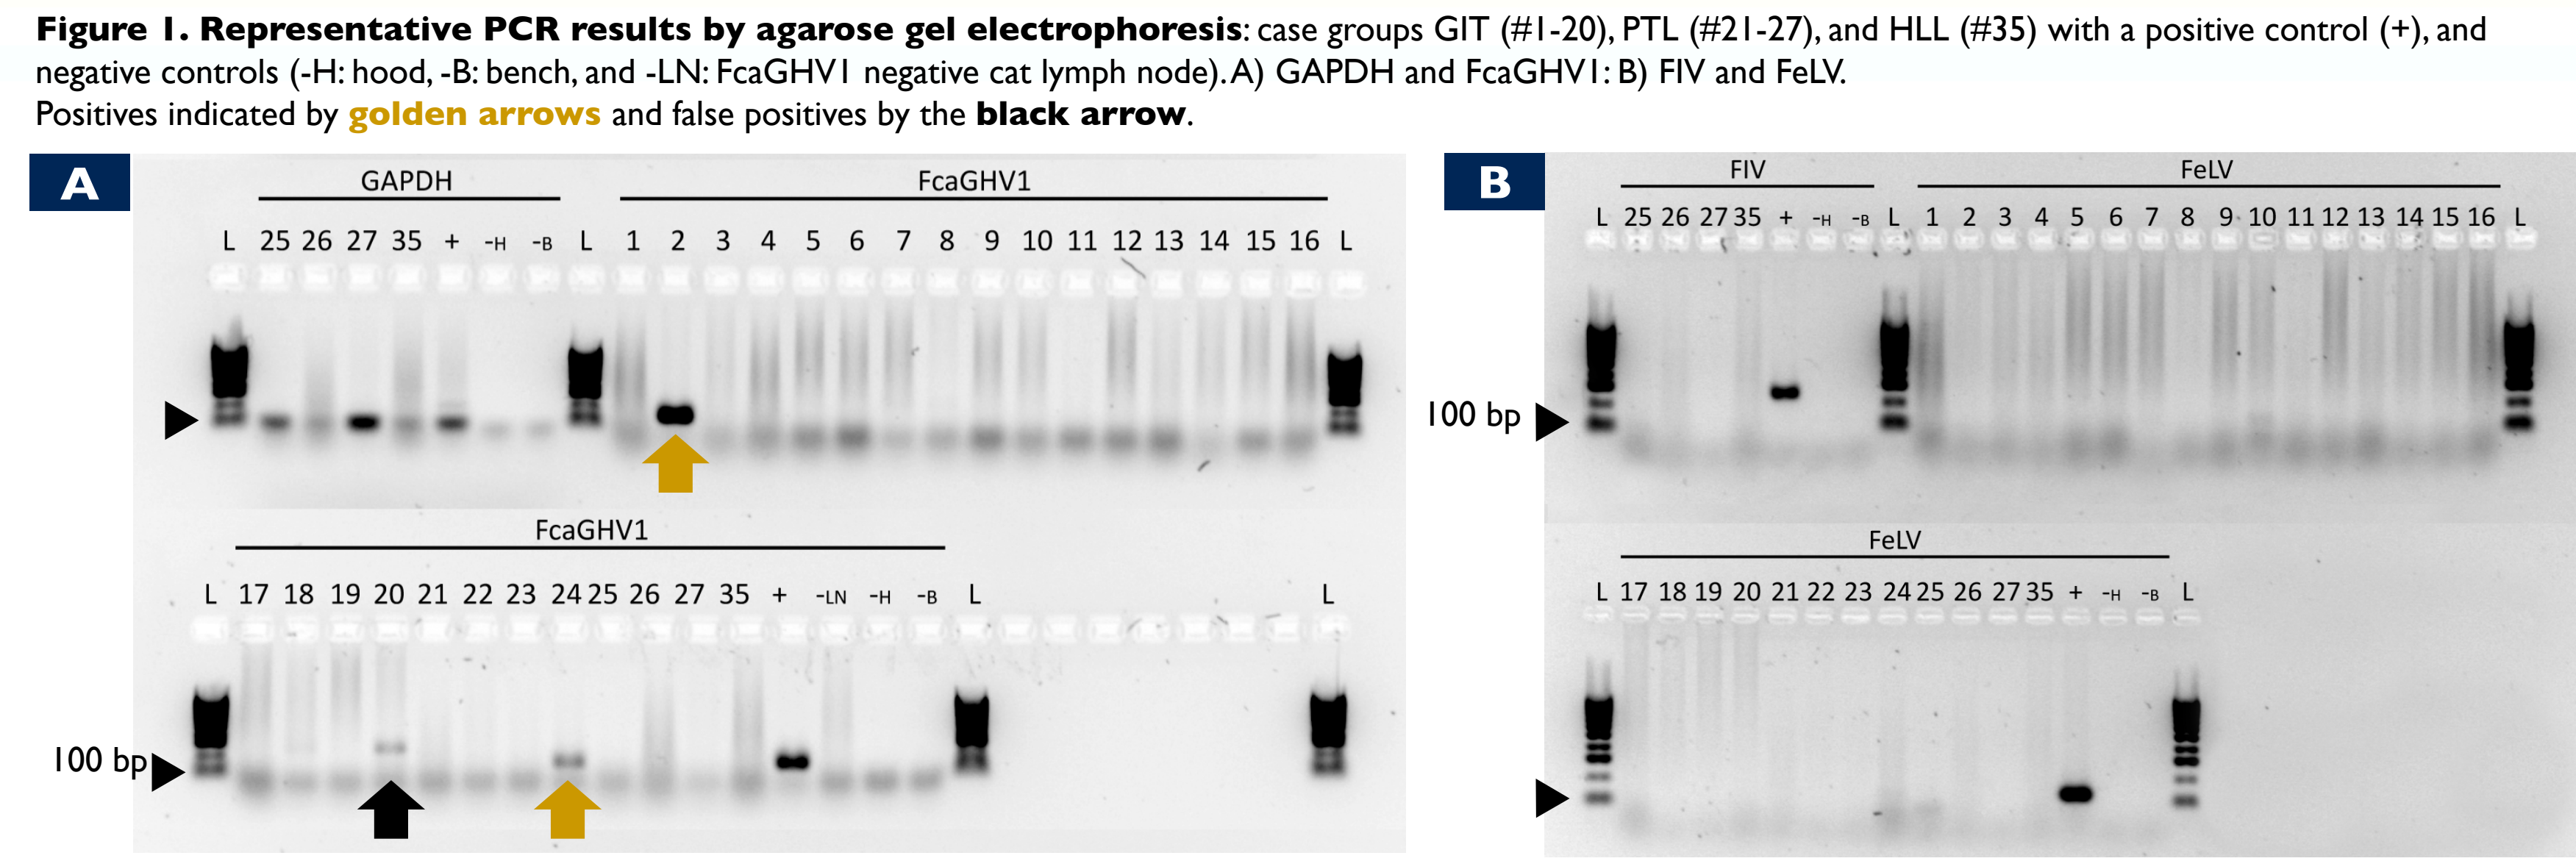 Figure 1. Representative PCR results by agarose gel electrophoresis: case groups GIT (#1-20), PTL (#21-27), and HLL (#35) with a positive control (+), and
negative controls (-H: hood, -B: bench, and -LN: FcaGHV1 negative cat lymph node). A) GAPDH and FcaGHV1: B) FIV and FeLV.
Positives indicated by golden arrows and false positives by the black arrow.
A
GAPDH FcaGHV1
L 25 26 27 35 + -H -B L 1 2 3 4 5 6 7 8 9 10 11 12 13 14 15 16 L
FcaGHV1
L 17 18 19 20 21 22 23 24 25 26 27 35 + -LN -H -B L L
100 bp
B
FIV FeLV
L 25 26 27 35 + -H -B L 1 2 3 4 5 6 7 8 9 10 11 12 13 14 15 16 L
100 bp
FeLV
L 17 18 19 20 21 22 23 24 25 26 27 35 + -H -B L